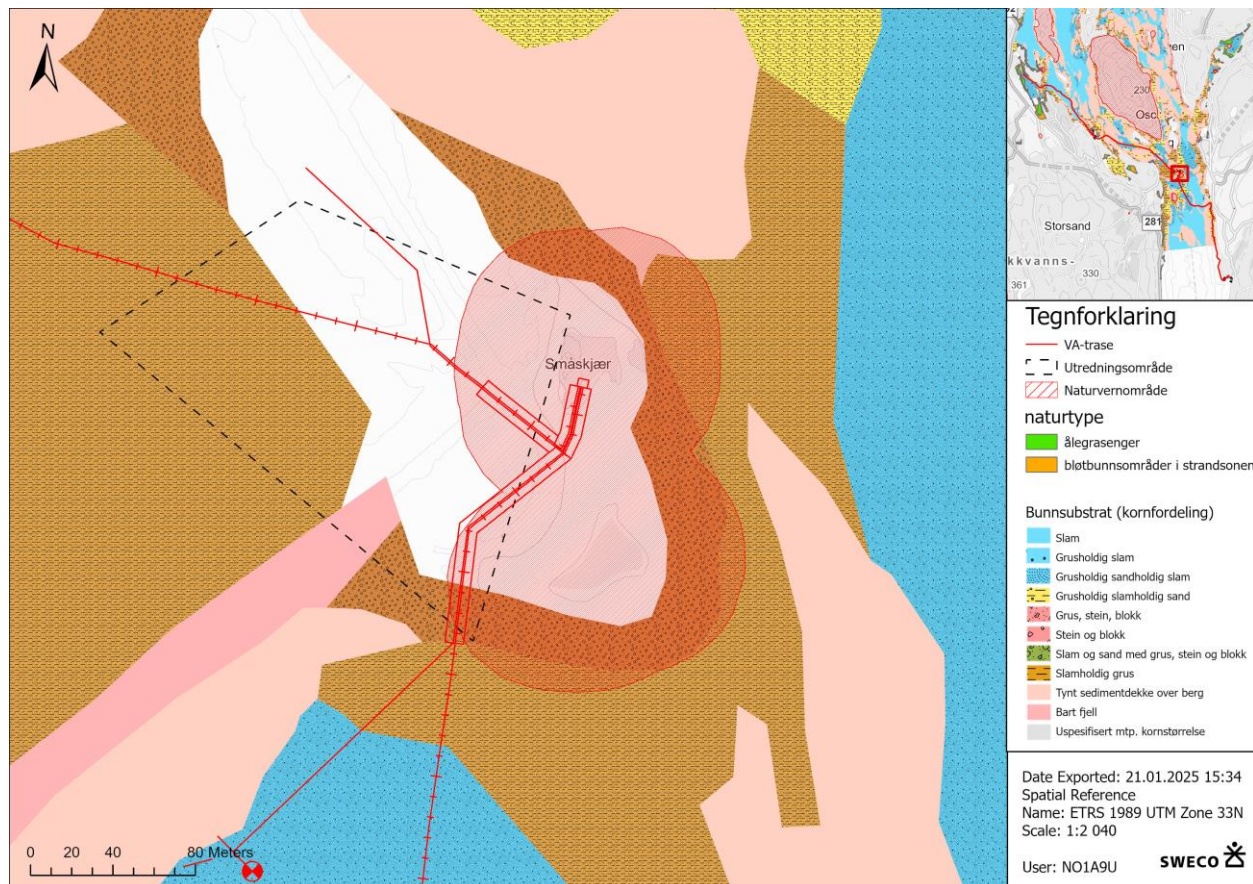 N
Småskjær
0 20 40 80 Meters
230
Storsand
281
kkvanns-
330
361
Tegnforklaring
VA-trase
Utredningsområde
Naturvernområde
naturtype
ålegrasenger
bløtbunnsområder i strandsonen
Bunnsubstrat (kornfordeling)
Slam
Grusholdig slam
Grusholdig sandholdig slam
Grusholdig slamholdig sand
Grus, stein, blokk
Stein og blokk
Slam og sand med grus, stein og blokk
Slamholdig grus
Tynt sedimentdekke over berg
Bart fjell
Uspesifisert mtp. kornstørrelse
Date Exported: 21.01.2025 15:34
Spatial Reference
Name: ETRS 1989 UTM Zone 33N
Scale: 1:2 040
User: NO1A9U
SWECO